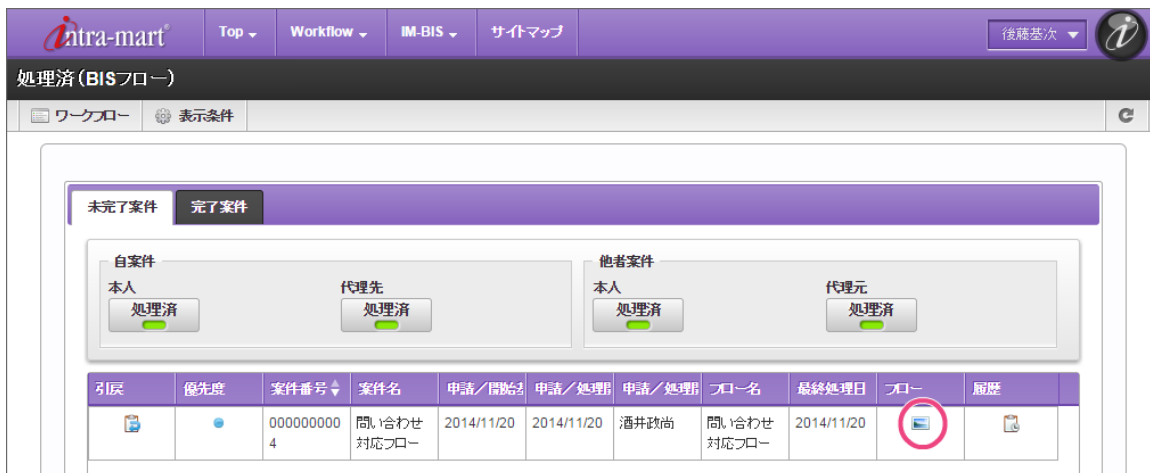 intra-mart® Top Workflow IM-BIS サイトマップ 後藤基次
処理済(BISフロー)
ワークフロー 表示条件
未完了案件 完了案件
自案件 他者案件
本人 代理先 本人 代理元
処理済 処理済 処理済 処理済
引戻 優先度 案件番号 案件名 申請/開始 申請/処理 申請/処理 フロー名 最終処理日 フロー 履歴
000000000 問い合わせ 2014/11/20 2014/11/20 酒井政尚 問い合わせ 2014/11/20
4 対応フロー 対応フロー